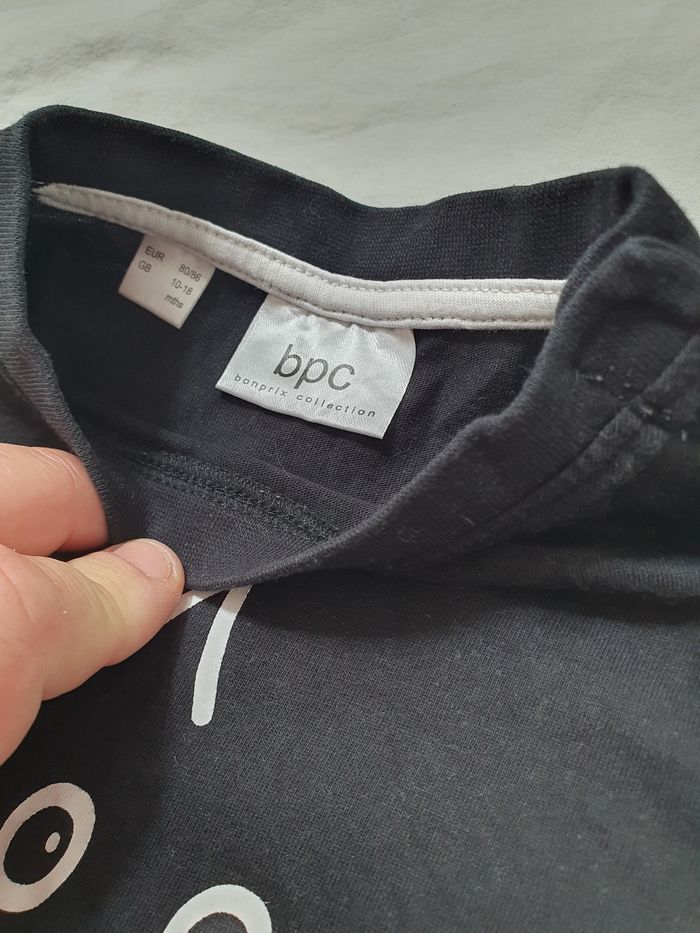 EUR 80/86
GB 10-18
mths
bpc
bonprix collection